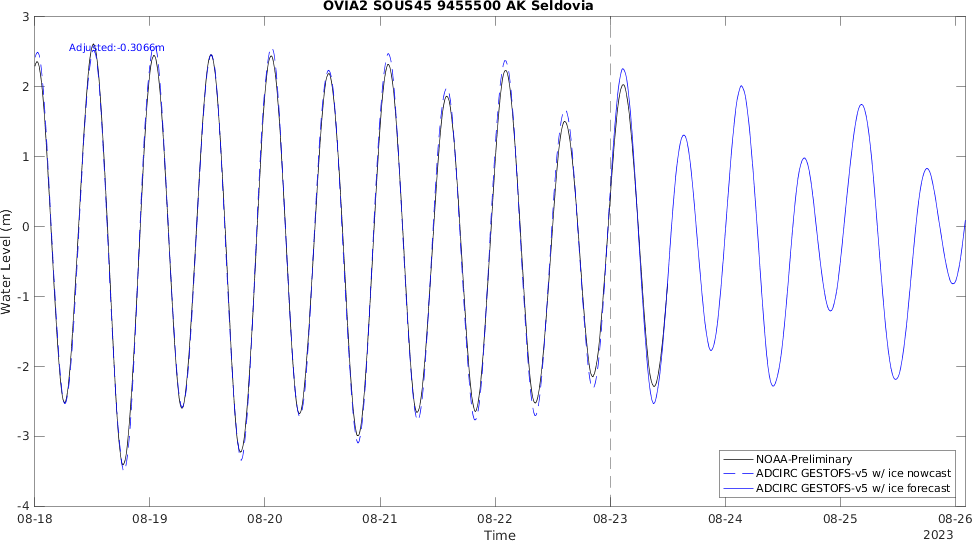 OVIA2 SOUS45 9455500 AK Seldovia
Adjusted:-0.3066m
Water Level (m)
3
2
1
0
-1
-2
-3
-4
NOAA-Preliminary
ADCIRC GESTOFS-v5 w/ ice nowcast
ADCIRC GESTOFS-v5 w/ ice forecast
08-18 08-19 08-20 08-21 08-22 08-23 08-24 08-25 08-26
Time
2023